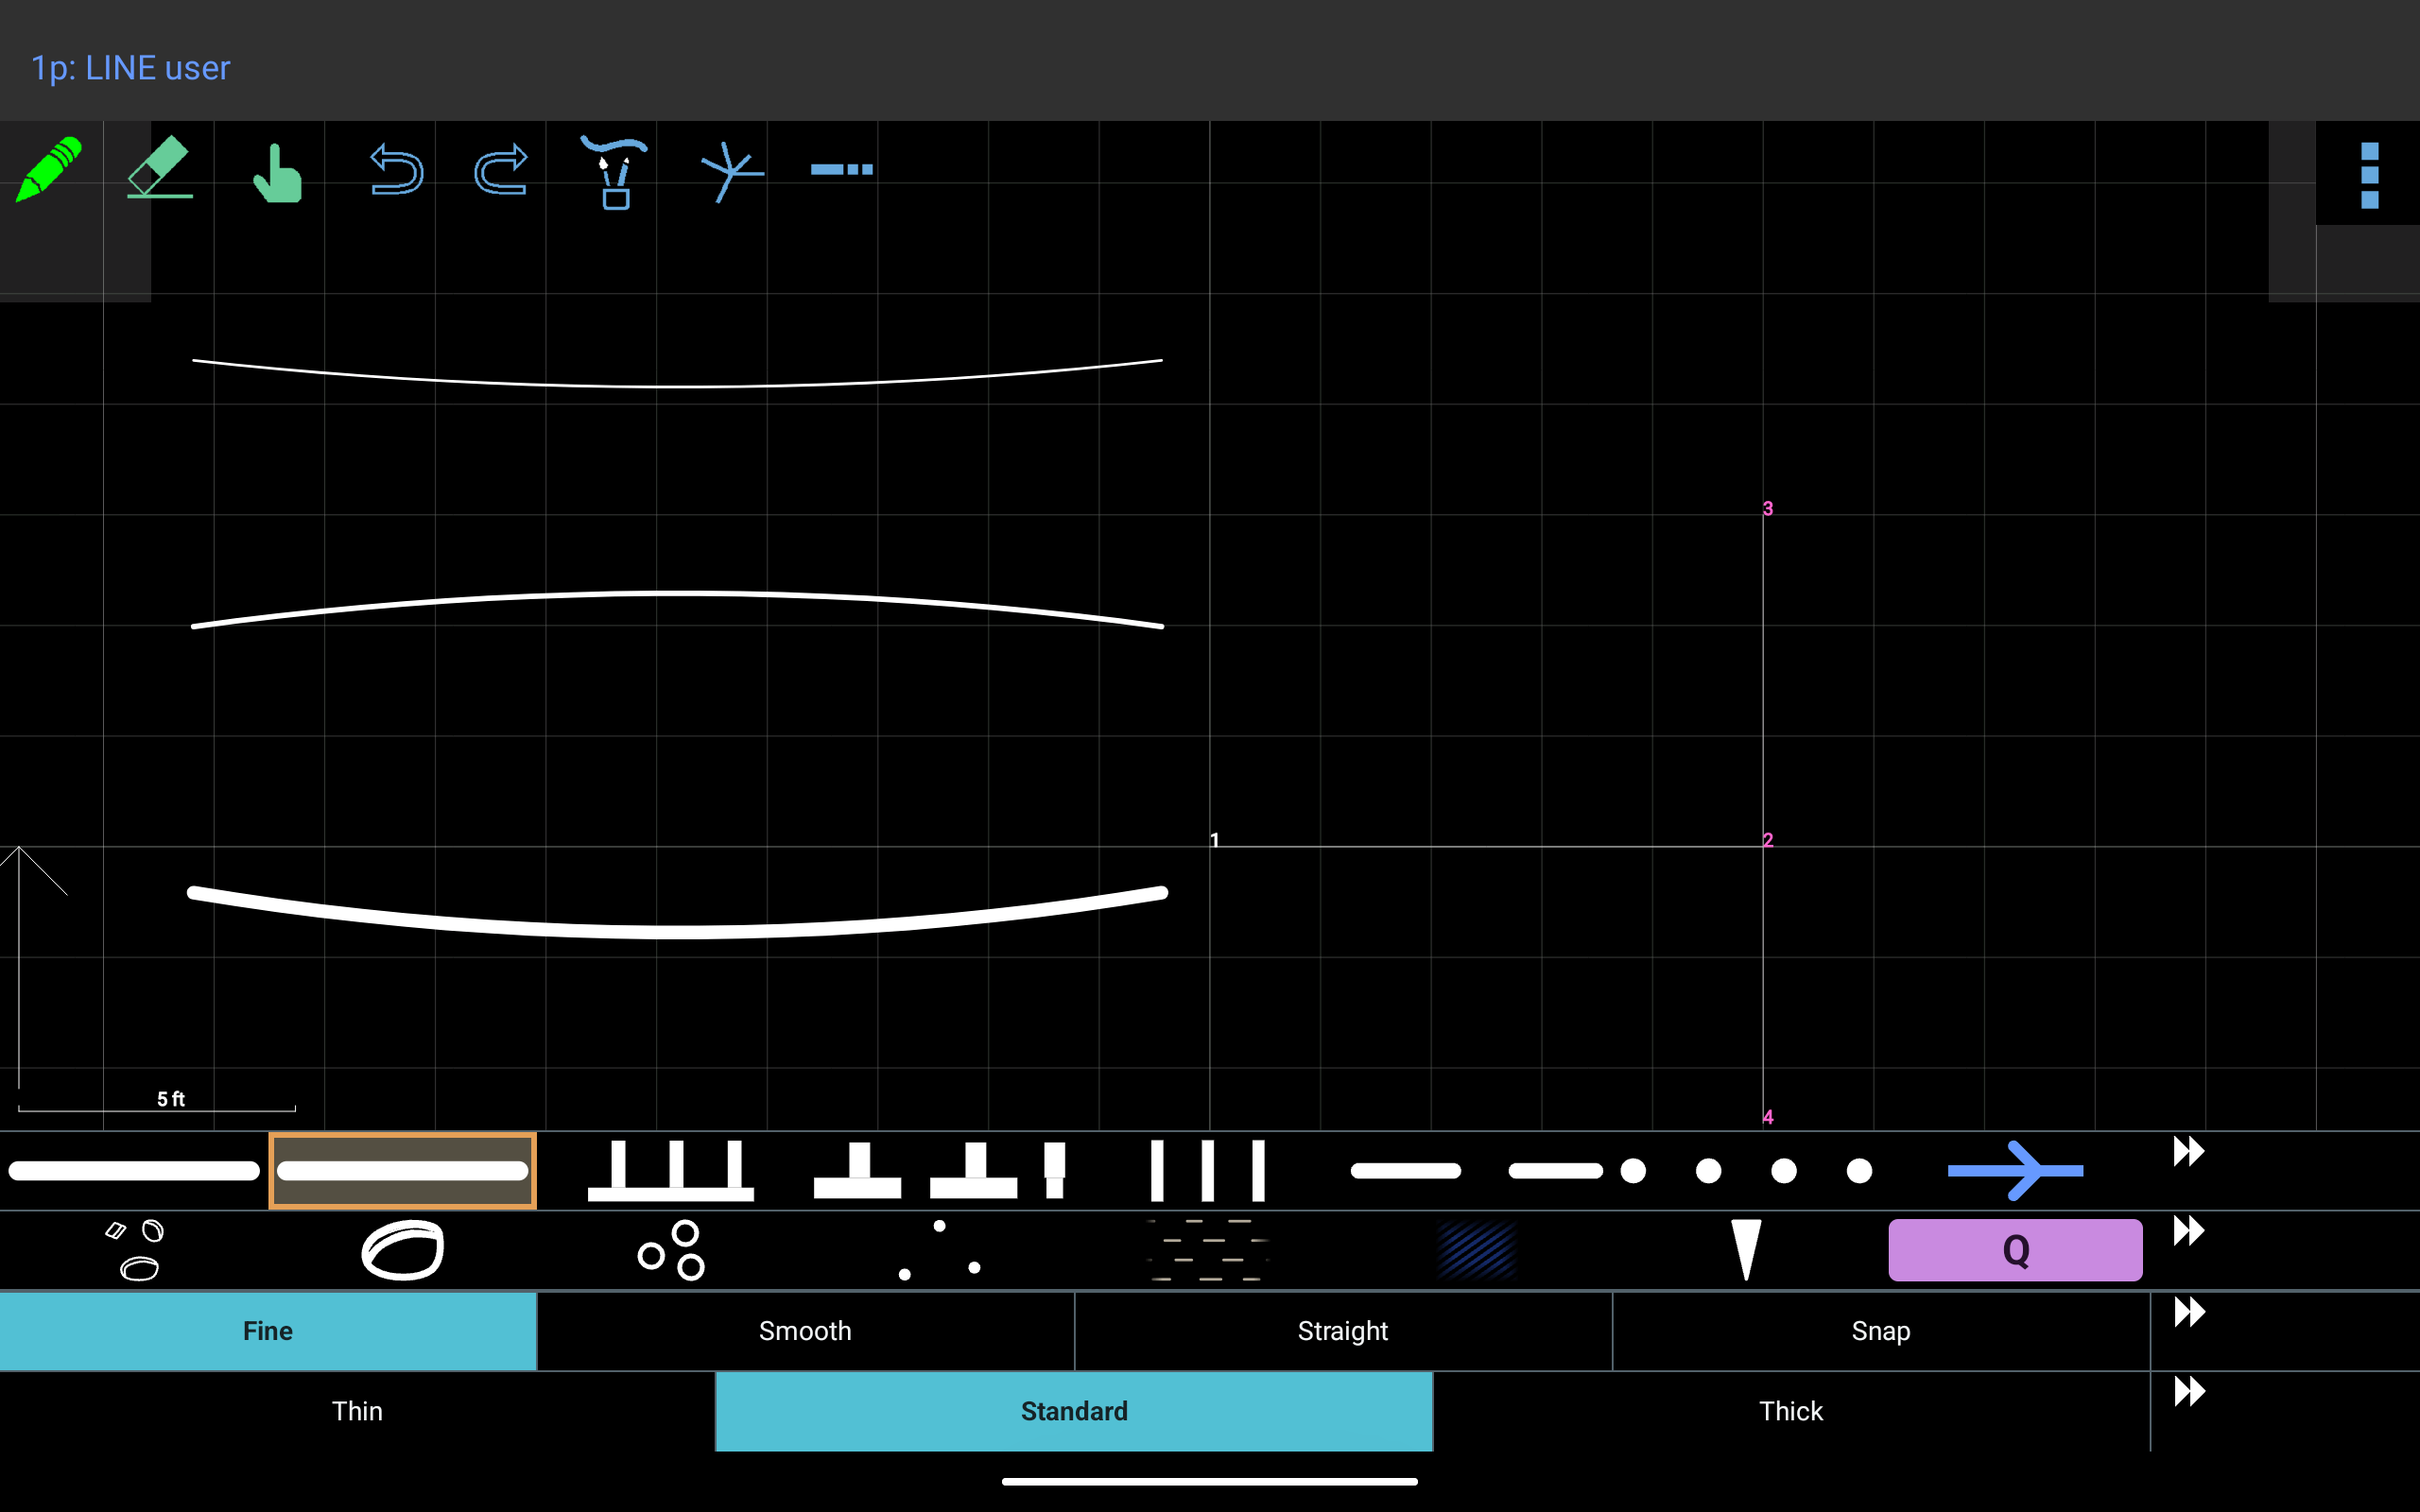 1p: LINE user
3
1 2
5 ft
4
Q
Fine Smooth Straight Snap
Thin Standard Thick